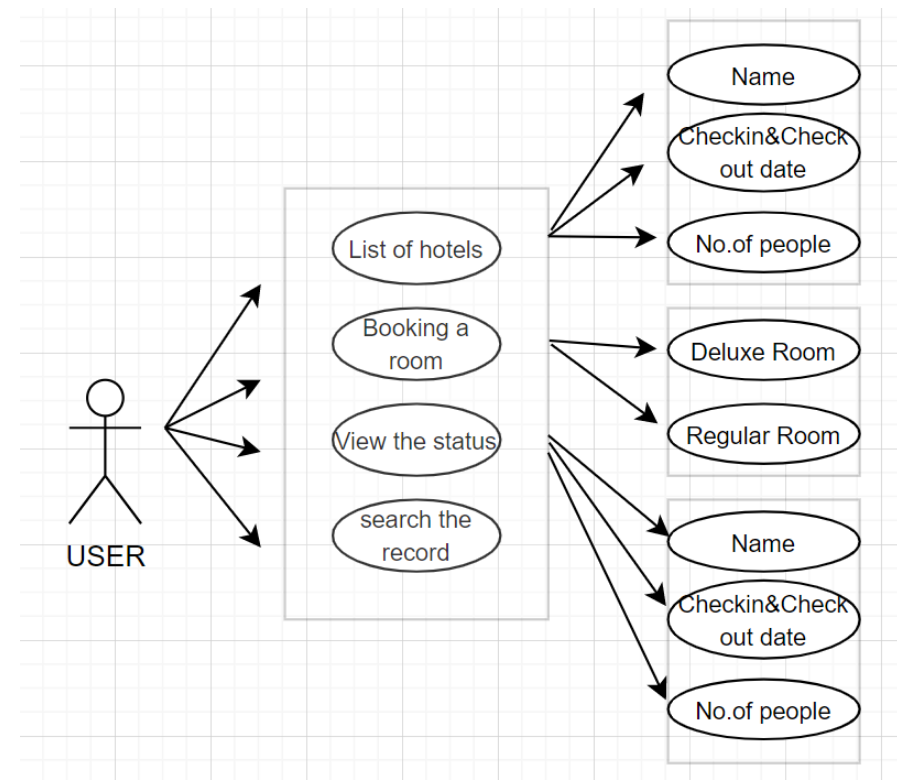 USER
List of hotels
Booking a
room
View the status
search the
record
Name
Checkin&Check
out date
No.of people
Deluxe Room
Regular Room
Name
Checkin&Check
out date
No.of people